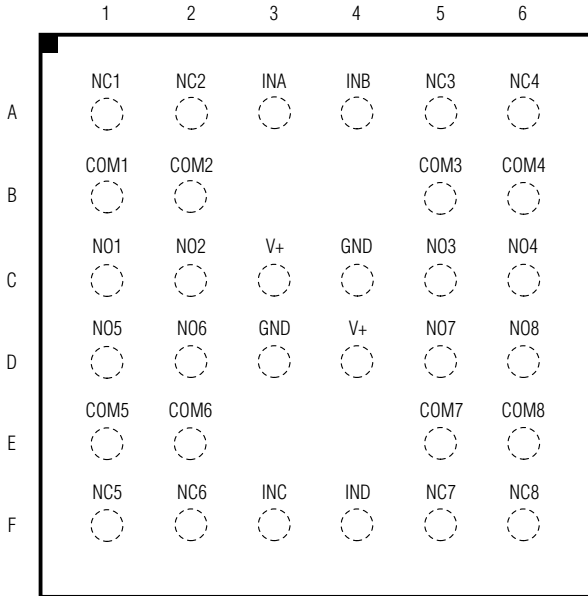 1 2 3 4 5 6
NC1 NC2 INA INB NC3 NC4
A
COM1 COM2 COM3 COM4
B
NO1 NO2 V+ GND NO3 NO4
C
NO5 NO6 GND V+ NO7 NO8
D
COM5 COM6 COM7 COM8
E
NC5 NC6 INC IND NC7 NC8
F